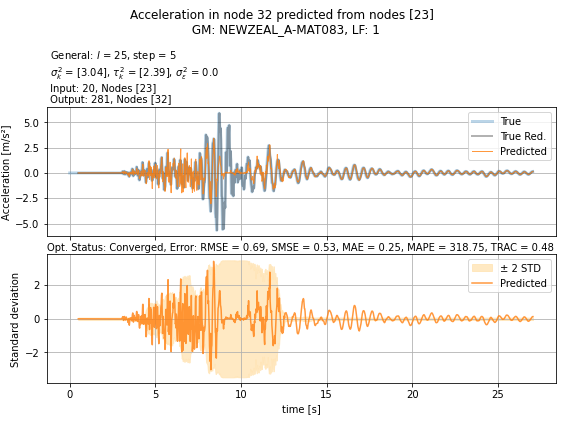 Acceleration in node 32 predicted from nodes [23]
GM: NEWZEAL_A-MAT083, LF: 1
General: l = 25, step = 5
σ²ₖ = [3.04], τ²ₖ = [2.39], σ²ε = 0.0
Input: 20, Nodes [23]
Output: 281, Nodes [32]
Acceleration [m/s²]
5.0
2.5
0.0
−2.5
−5.0
True
True Red.
Predicted
Opt. Status: Converged, Error: RMSE = 0.69, SMSE = 0.53, MAE = 0.25, MAPE = 318.75, TRAC = 0.48
Standard deviation
2
0
−2
± 2 STD
Predicted
0
5
10
15
20
25
time [s]